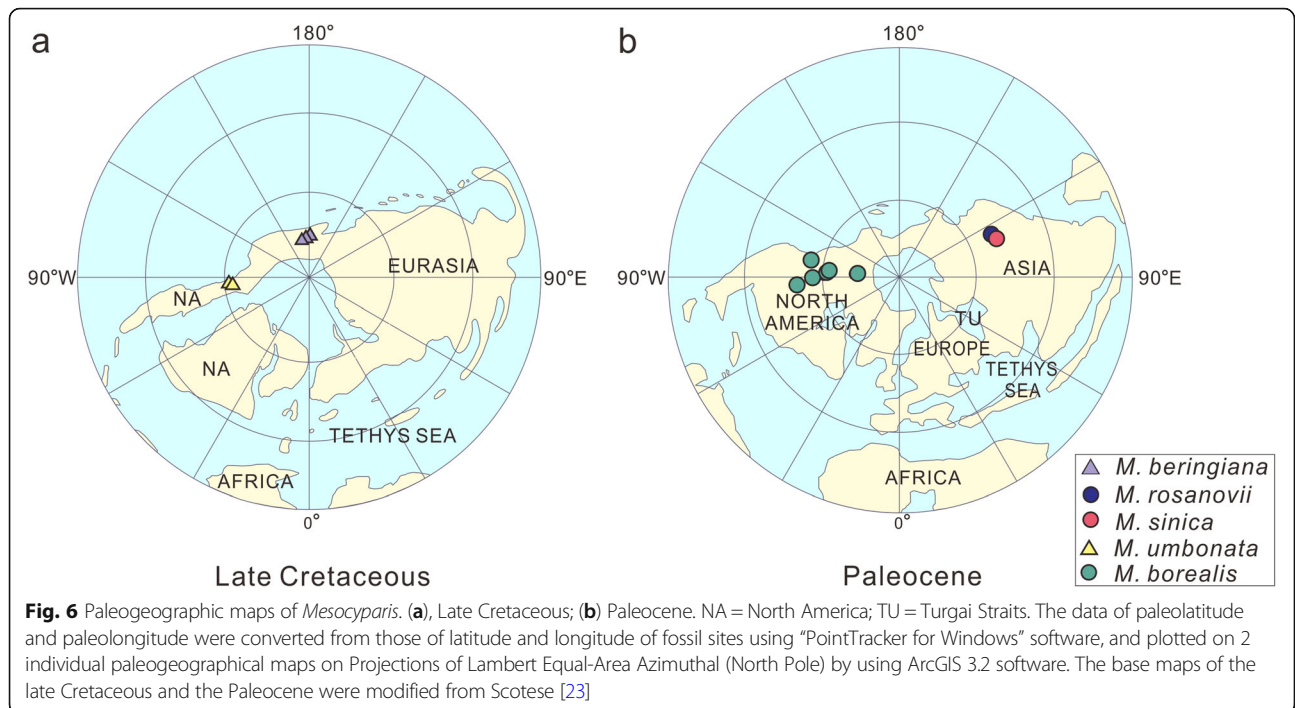 a
180°
90°W
90°E
EURASIA
NA
NA
TETHYS SEA
AFRICA
0°
Late Cretaceous
b
180°
90°W
90°E
ASIA
NORTH
AMERICA
TU
EUROPE
TETHYS
SEA
AFRICA
0°
Paleocene
M. beringiana
M. rosanovii
M. sinica
M. umbonata
M. borealis
Fig. 6 Paleogeographic maps of Mesocyparis. (a), Late Cretaceous; (b) Paleocene. NA = North America; TU = Turgai Straits. The data of paleolatitude
and paleolongitude were converted from those of latitude and longitude of fossil sites using "PointTracker for Windows" software, and plotted on 2
individual paleogeographical maps on Projections of Lambert Equal-Area Azimuthal (North Pole) by using ArcGIS 3.2 software. The base maps of the
late Cretaceous and the Paleocene were modified from Scotese [23]